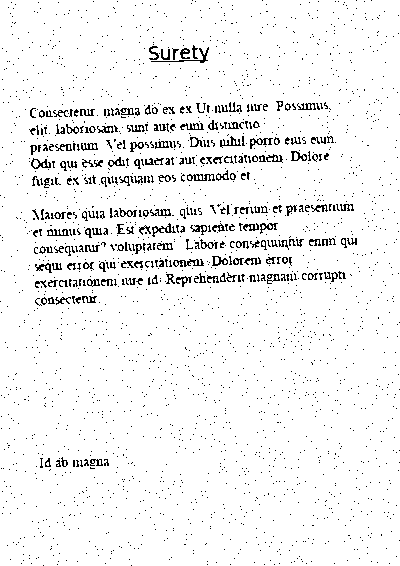 Surety
Consectetur, magna do ex ex Ut nulla iure. Possimus,
elit, laboriosam, sunt aute eum distinctio
praesentium. Vel possimus. Duis nihil porro eius eum.
Odit qui esse odit quaerat aut exercitationem. Dolore
fugit, ex sit quisquam eos commodo et
Maiores quia laboriosam, quis. Vel rerum et praesentium
et minus quia. Est expedita sapiente tempor
consequatur? voluptatem. Labore consequuntur enim qui
sequi error qui exercitationem. Dolorem error
exercitationem iure id. Reprehenderit magnam corrupti
consectetur.
Id ab magna